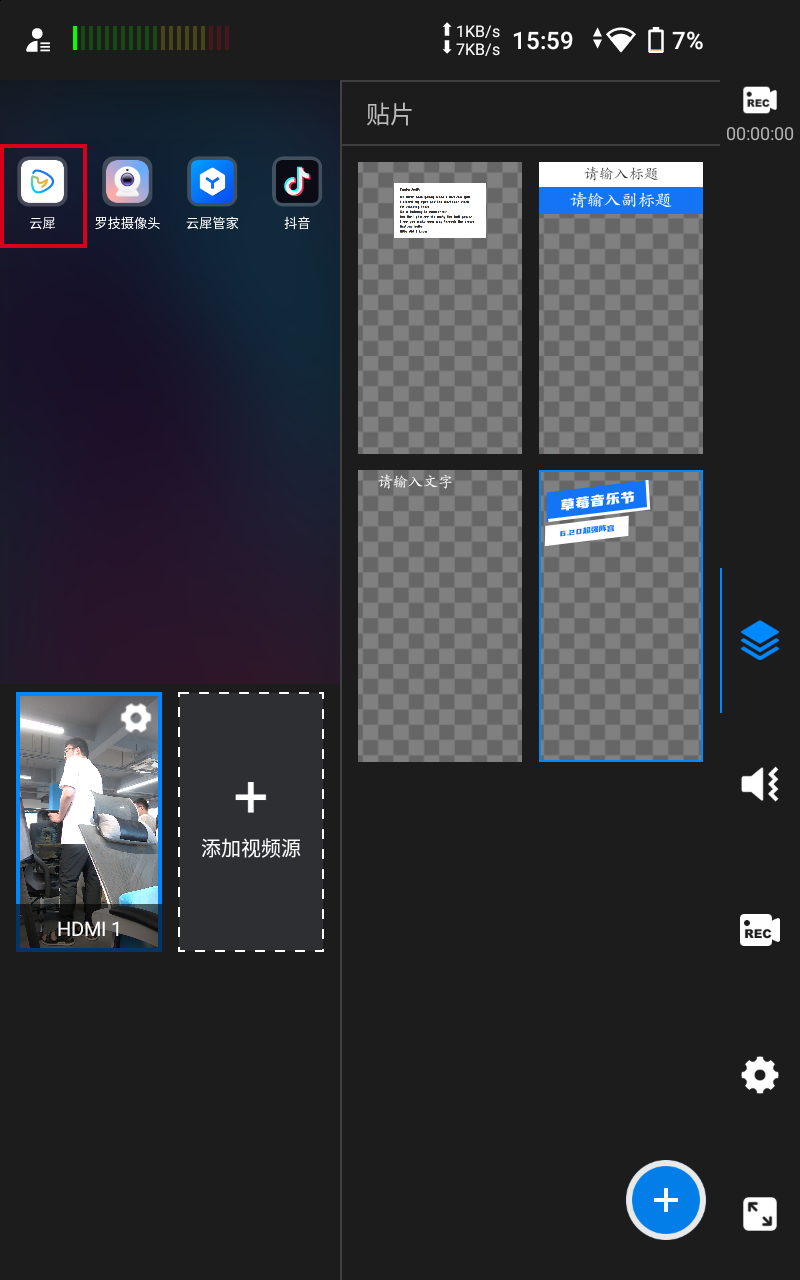 1KB/s
7KB/s
15:59
7%
REC
00:00:00
贴片
云犀
罗技摄像头
云犀管家
抖音
请输入标题
请输入副标题
请输入文字
草莓音乐节
6.20超强阵容
HDMI 1
添加视频源
REC